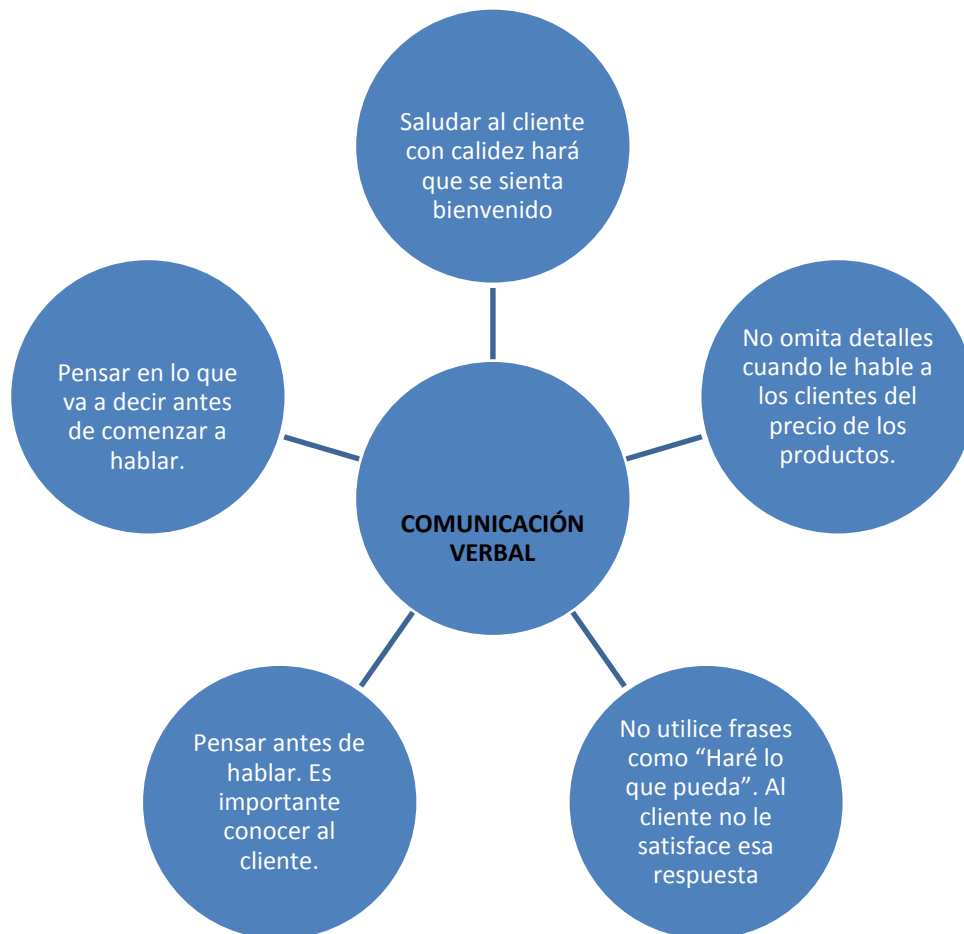 Saludar al cliente
con calidez hará
que se sienta
bienvenido
No omita detalles
cuando le hable a
los clientes del
precio de los
productos.
Pensar en lo que
va a decir antes
de comenzar a
hablar.
COMUNICACIÓN
VERBAL
Pensar antes de
hablar. Es
importante
conocer al
cliente.
No utilice frases
como “Haré lo
que pueda”. Al
cliente no le
satisface esa
respuesta